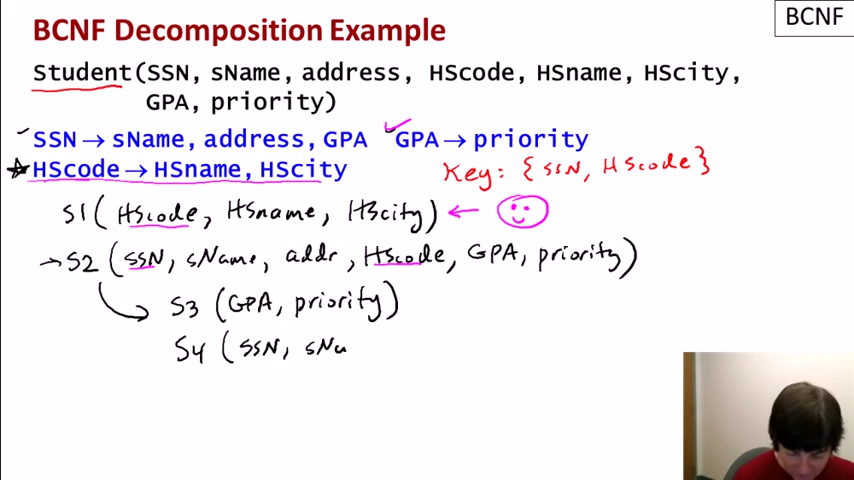 BCNF Decomposition Example
BCNF
Student(SSN, sName, address, HScode, HSname, HScity,
GPA, priority)
SSN → sName, address, GPA GPA → priority
HScode → HSname, HScity
Key: {SSN, HScode}
S1 (HScode, HSname, HScity) ←
→ S2 (SSN, sName, addr, HScode, GPA, priority)
S3 (GPA, priority)
S4 (SSN, sNa